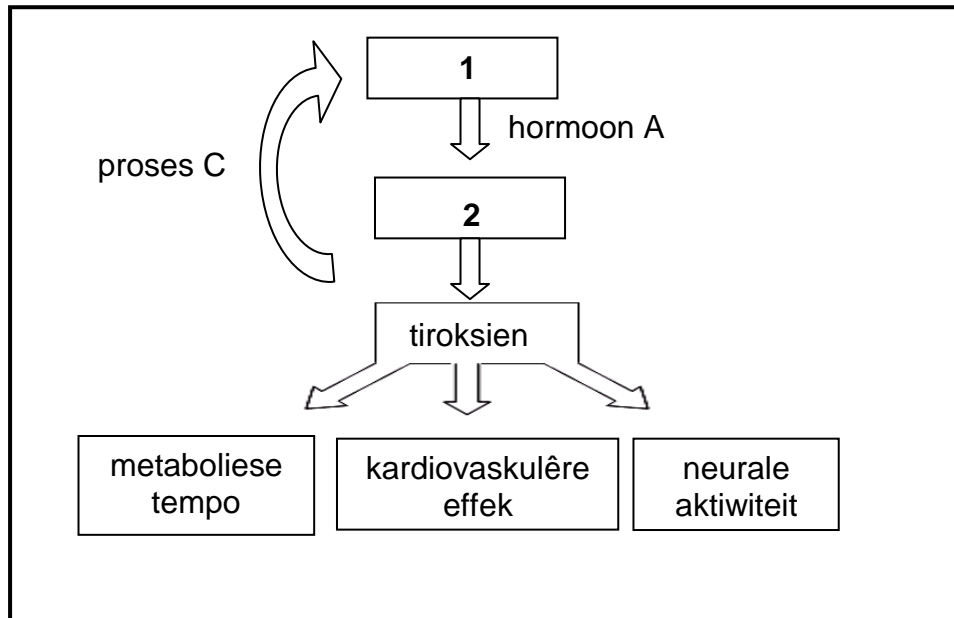 1
hormoon A
proses C
2
tiroksien
metaboliese
tempo
kardiovaskulêre
effek
neurale
aktiwiteit